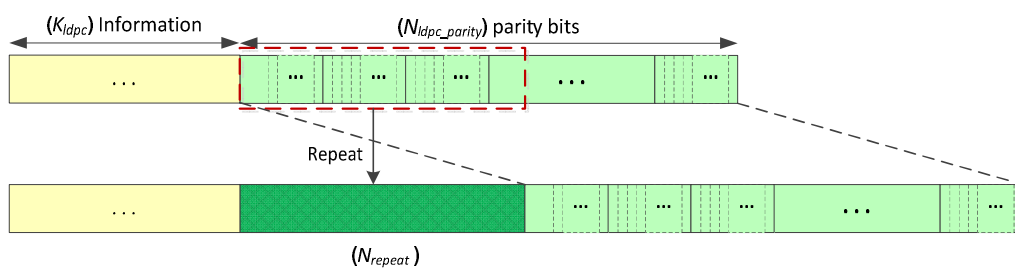 (Kldpc) Information
(Nldpc_parity) parity bits
... ... ... ... ... ...
Repeat
... ... ... ... ... ...
(Nrepeat)